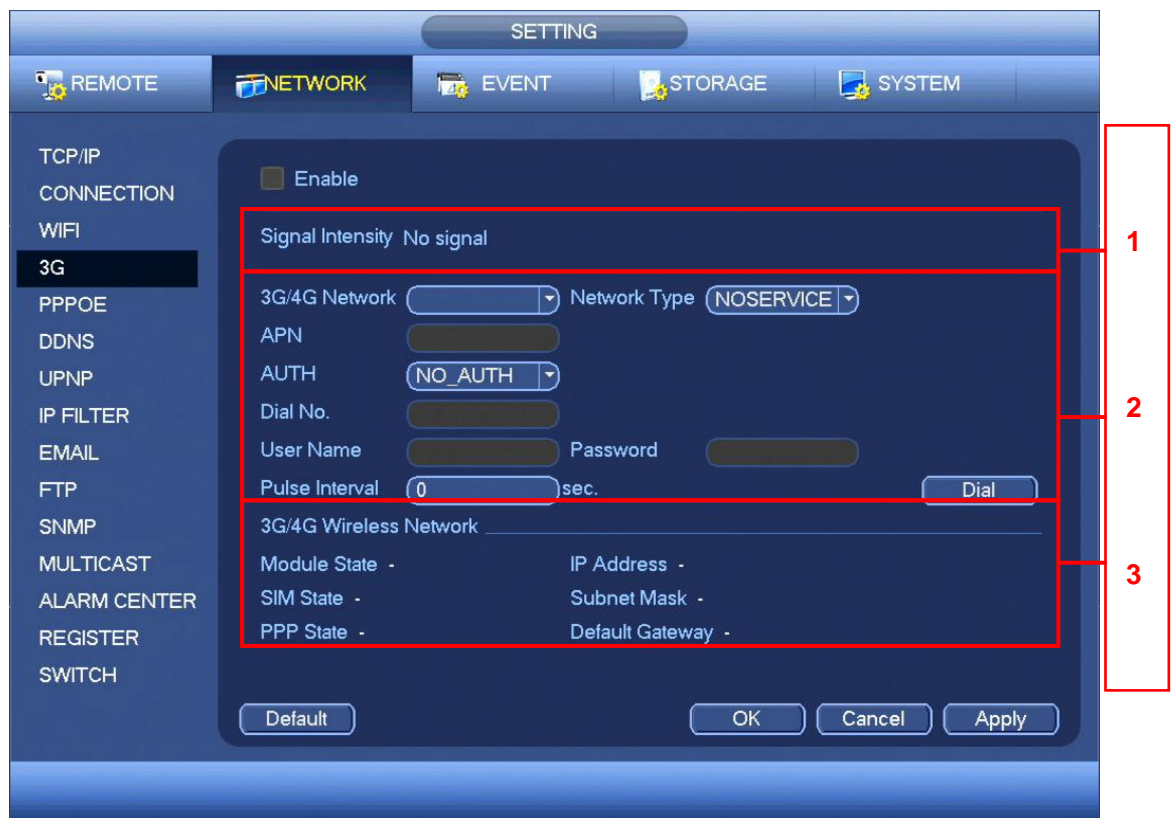 SETTING
REMOTE NETWORK EVENT STORAGE SYSTEM
TCP/IP
CONNECTION
WIFI
3G
PPPOE
DDNS
UPNP
IP FILTER
EMAIL
FTP
SNMP
MULTICAST
ALARM CENTER
REGISTER
SWITCH
Enable
Signal Intensity No signal
3G/4G Network Network Type NOSERVICE
APN
AUTH NO_AUTH
Dial No.
User Name Password
Pulse Interval 0 sec. Dial
3G/4G Wireless Network
Module State - IP Address -
SIM State - Subnet Mask -
PPP State - Default Gateway -
Default OK Cancel Apply
1
2
3